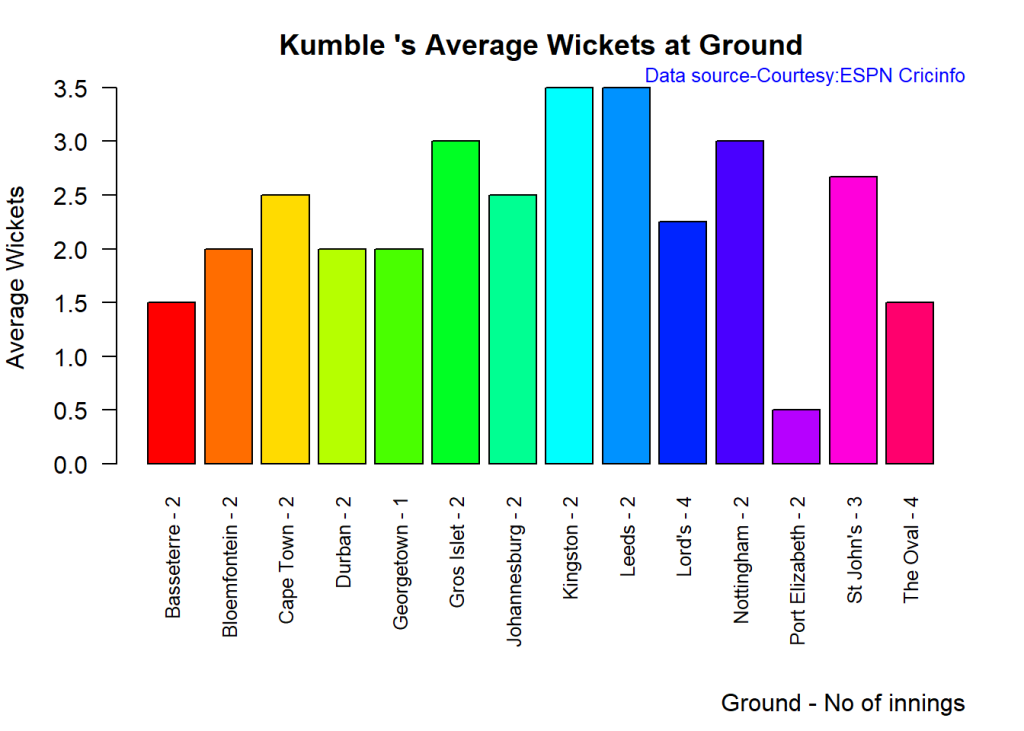 Kumble 's Average Wickets at Ground
Data source-Courtesy:ESPN Cricinfo
Average Wickets
3.5
3.0
2.5
2.0
1.5
1.0
0.5
0.0
Basseterre - 2
Bloemfontein - 2
Cape Town - 2
Durban - 2
Georgetown - 1
Gros Islet - 2
Johannesburg - 2
Kingston - 2
Leeds - 2
Lord's - 4
Nottingham - 2
Port Elizabeth - 2
St John's - 3
The Oval - 4
Ground - No of innings